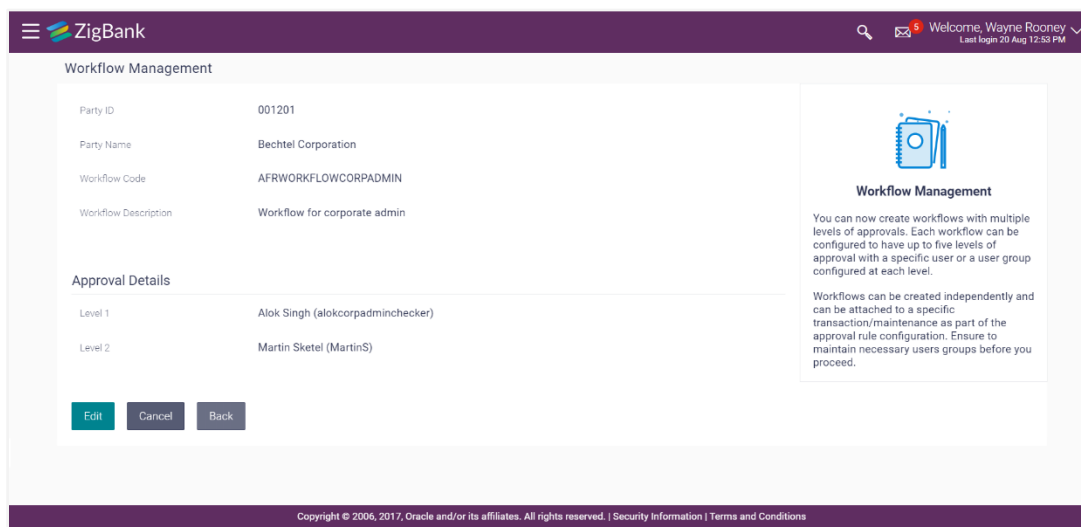 ZigBank
5
Welcome, Wayne Rooney
Last login 20 Aug 12:53 PM
Workflow Management
Party ID 001201
Party Name Bechtel Corporation
Workflow Code AFRWORKFLOWCORPADMIN
Workflow Description Workflow for corporate admin
Approval Details
Level 1 Alok Singh (alokcorpadminchecker)
Level 2 Martin Sketel (MartinS)
Edit Cancel Back
Workflow Management
You can now create workflows with multiple
levels of approvals. Each workflow can be
configured to have up to five levels of
approval with a specific user or a user group
configured at each level.
Workflows can be created independently and
can be attached to a specific
transaction/maintenance as part of the
approval rule configuration. Ensure to
maintain necessary users groups before you
proceed.
Copyright © 2006, 2017, Oracle and/or its affiliates. All rights reserved. | Security Information | Terms and Conditions